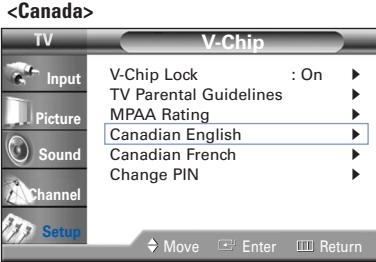 <Canada>
TV
V-Chip
Input
Picture
Sound
Channel
Setup
V-Chip Lock : On
TV Parental Guidelines
MPAA Rating
Canadian English
Canadian French
Change PIN
Move Enter Return